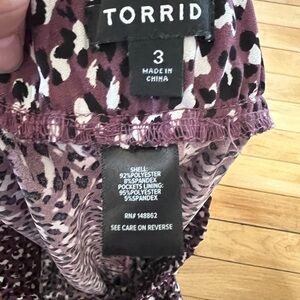 TORRID
3
MADE IN
CHINA
SHELL:
92%POLYESTER
8%SPANDEX
POCKETS LINING:
95%POLYESTER
5%SPANDEX
RN# 148862
SEE CARE ON REVERSE